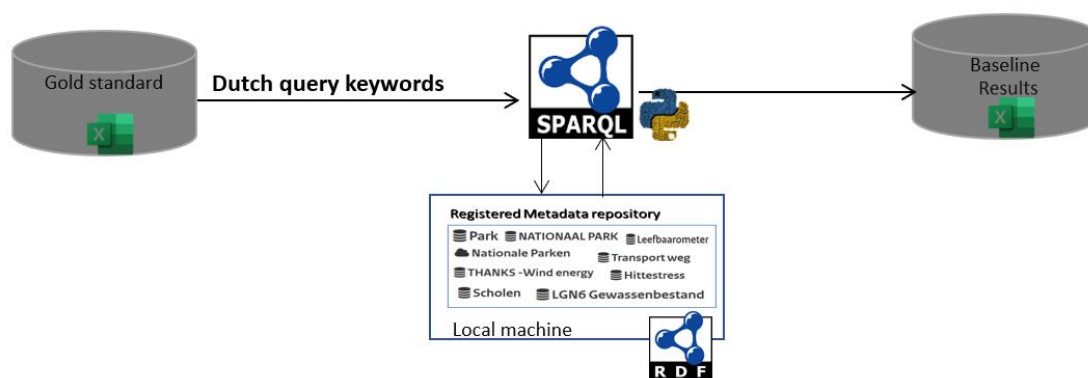 Gold standard
X
Dutch query keywords
SPARQL
Baseline
Results
X
Registered Metadata repository
Park NATIONAAL PARK Leefbaarometer
Nationale Parken Transport weg
THANKS -Wind energy Hittestress
Scholen LGN6 Gewassenbestand
Local machine
RDF